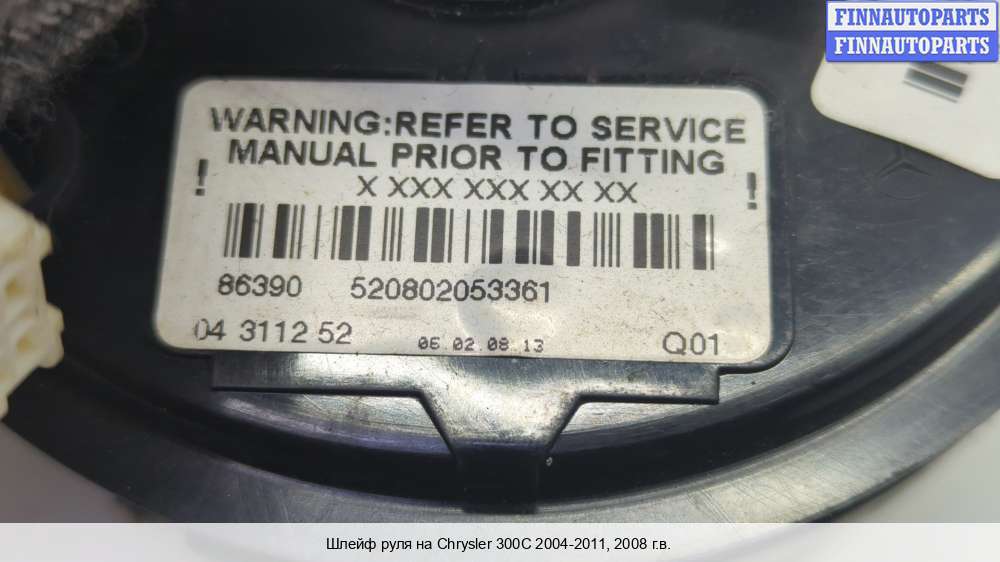 FINNAUTOPARTS
FINNAUTOPARTS
WARNING:REFER TO SERVICE
MANUAL PRIOR TO FITTING
! X XXX XXX XX XX !
86390 520802053361
04 3112 52 06.02.08 13 Q01
Шлейф руля на Chrysler 300C 2004-2011, 2008 г.в.